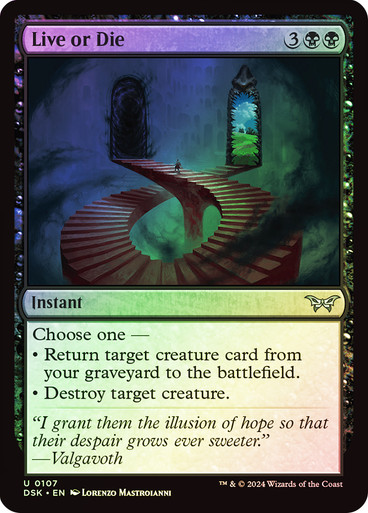 Live or Die 3
Instant
Choose one —
• Return target creature card from
your graveyard to the battlefield.
• Destroy target creature.
“I grant them the illusion of hope so that
their despair grows ever sweeter.”
—Valgavoth
U 0107
DSK • EN Lorenzo Mastroianni
™ & © 2024 Wizards of the Coast